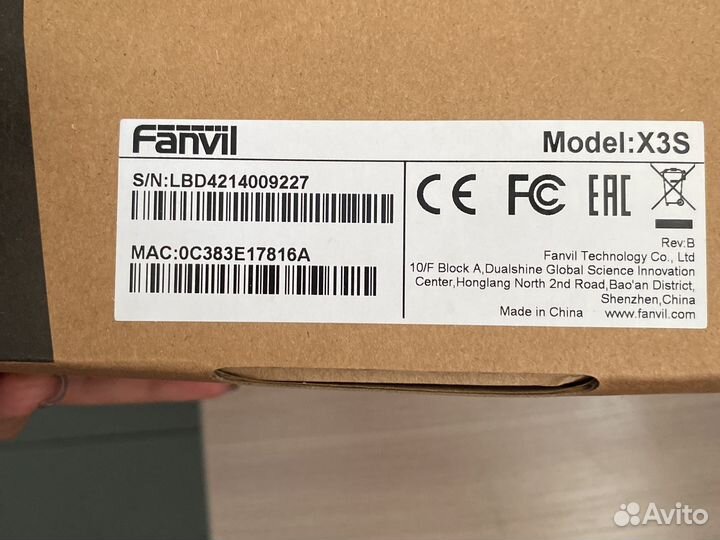 Fanvil
Model:X3S
S/N:LBD4214009227
MAC:0C383E17816A
CE FC EAC
Rev:B
Fanvil Technology Co., Ltd
10/F Block A,Dualshine Global Science Innovation
Center,Honglang North 2nd Road,Bao'an District,
Shenzhen,China
Made in China www.fanvil.com
Avito